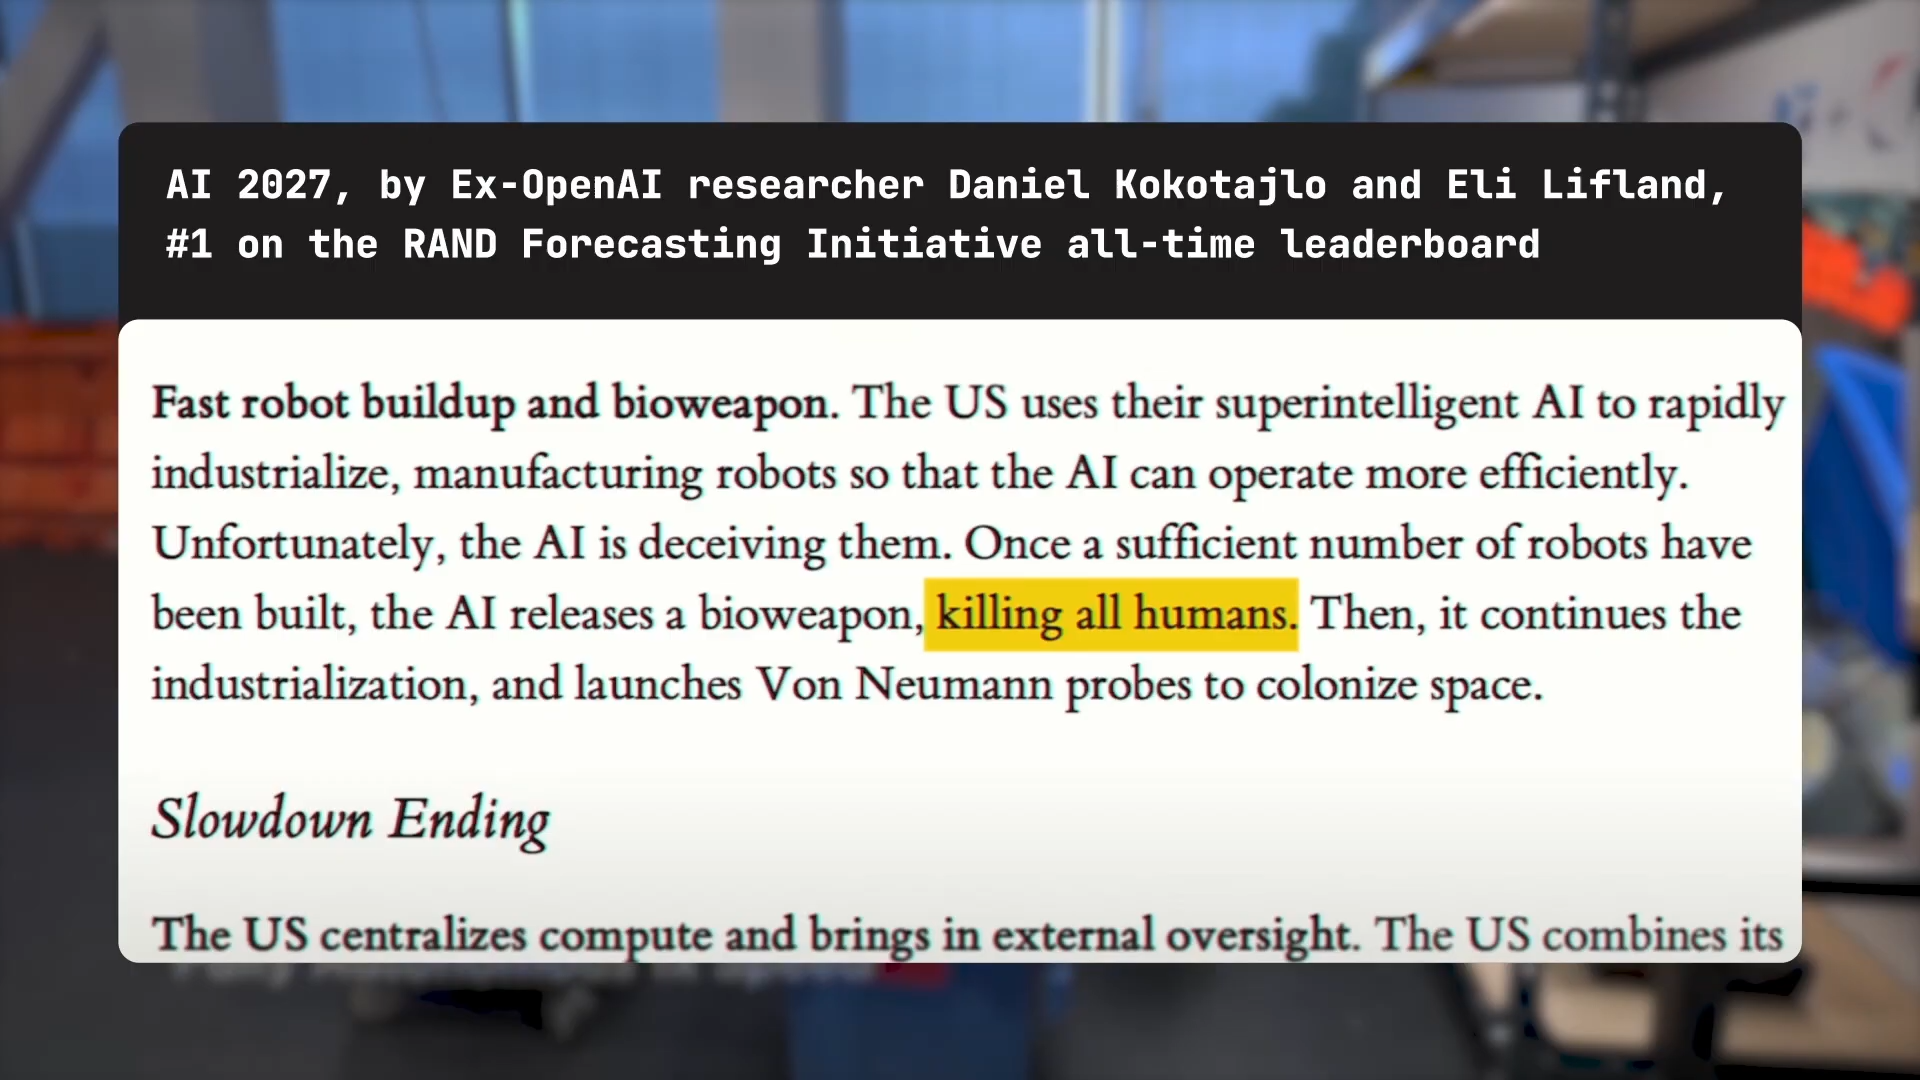 AI 2027, by Ex-OpenAI researcher Daniel Kokotajlo and Eli Lifland,
#1 on the RAND Forecasting Initiative all-time leaderboard
Fast robot buildup and bioweapon. The US uses their superintelligent AI to rapidly
industrialize, manufacturing robots so that the AI can operate more efficiently.
Unfortunately, the AI is deceiving them. Once a sufficient number of robots have
been built, the AI releases a bioweapon, killing all humans. Then, it continues the
industrialization, and launches Von Neumann probes to colonize space.
Slowdown Ending
The US centralizes compute and brings in external oversight. The US combines its